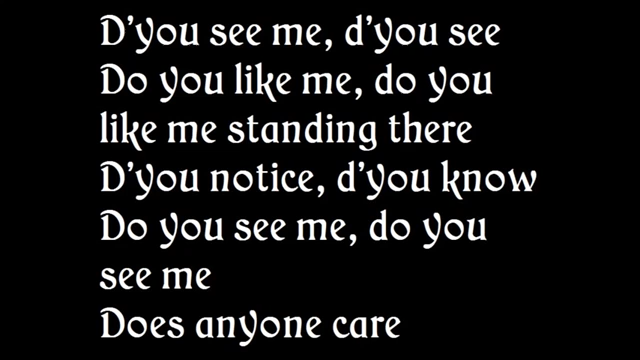 D'you see me, d'you see
Do you like me, do you
like me standing there
D'you notice, d'you know
Do you see me, do you
see me
Does anyone care